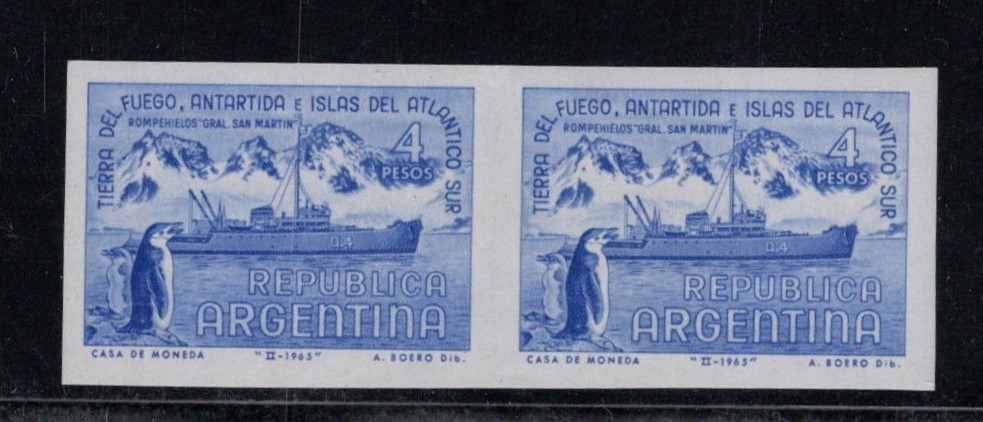 TIERRA DEL FUEGO, ANTARTIDA E ISLAS DEL ATLANTICO SUR
ROMPEHIELOS "GRAL. SAN MARTIN"
4
PESOS
Q.4
REPUBLICA
ARGENTINA
CASA DE MONEDA "II-1965" A. BOERO Dib.
TIERRA DEL FUEGO, ANTARTIDA E ISLAS DEL ATLANTICO SUR
ROMPEHIELOS "GRAL. SAN MARTIN"
4
PESOS
Q.4
REPUBLICA
ARGENTINA
CASA DE MONEDA "II-1965" A. BOERO Dib.